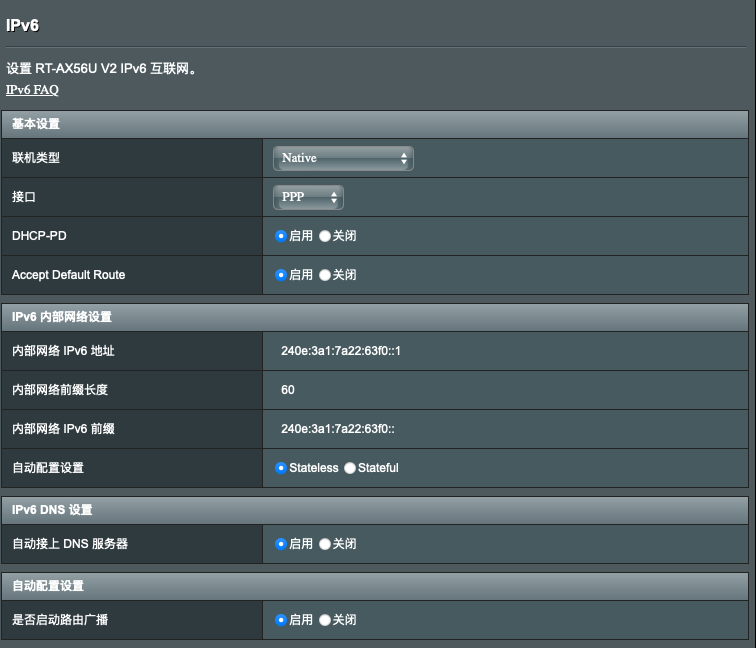 IPv6
设置 RT-AX56U V2 IPv6 互联网。
IPv6 FAQ
基本设置
联机类型 Native
接口 PPP
DHCP-PD 启用 关闭
Accept Default Route 启用 关闭
IPv6 内部网络设置
内部网络 IPv6 地址 240e:3a1:7a22:63f0::1
内部网络前缀长度 60
内部网络 IPv6 前缀 240e:3a1:7a22:63f0::
自动配置设置 Stateless Stateful
IPv6 DNS 设置
自动接上 DNS 服务器 启用 关闭
自动配置设置
是否启动路由广播 启用 关闭